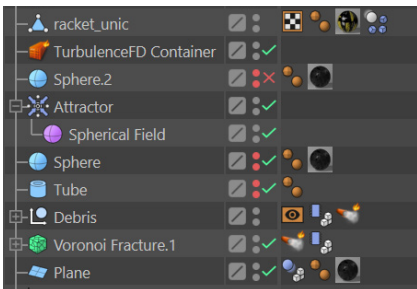 racket_unic
TurbulenceFD Container
Sphere.2
Attractor
Spherical Field
Sphere
Tube
Debris
Voronoi Fracture.1
Plane